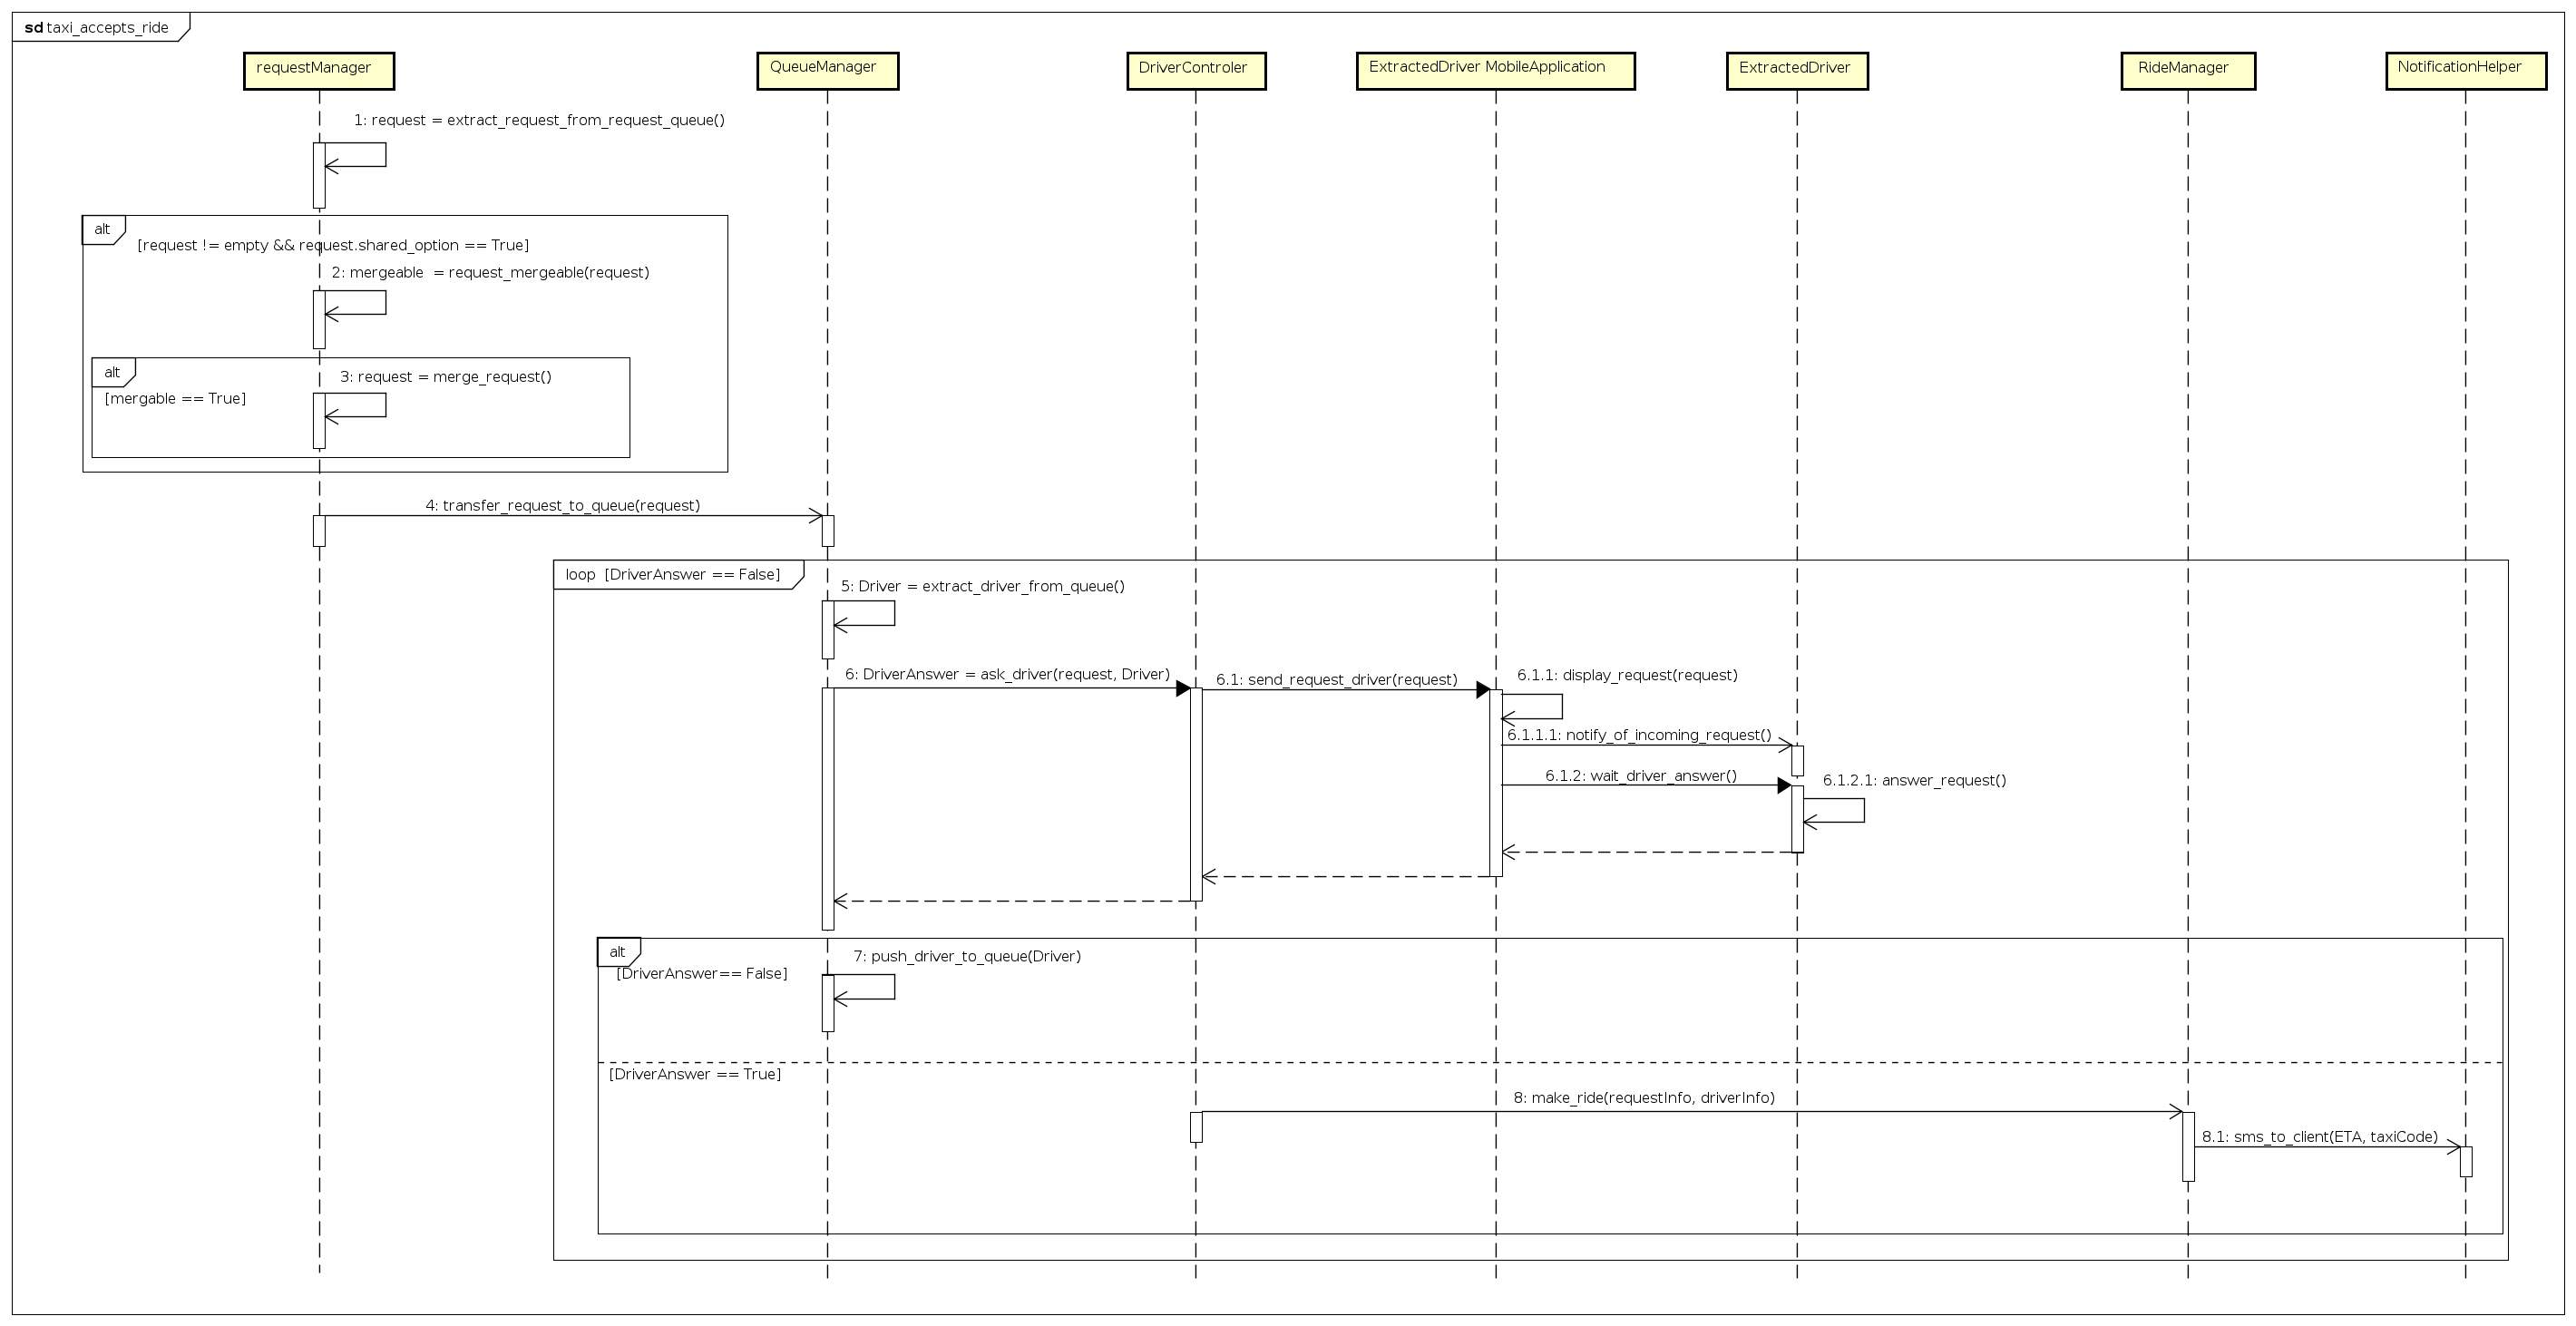 sd taxi_accepts_ride
requestManager
QueueManager
DriverControler
ExtractedDriver MobileApplication
ExtractedDriver
RideManager
NotificationHelper
1: request = extract_request_from_request_queue()
alt
[request != empty && request.shared_option == True]
2: mergeable  = request_mergeable(request)
alt
3: request = merge_request()
[mergable == True]
4: transfer_request_to_queue(request)
loop  [DriverAnswer == False]
5: Driver = extract_driver_from_queue()
6: DriverAnswer = ask_driver(request, Driver)
6.1: send_request_driver(request)
6.1.1: display_request(request)
6.1.1.1: notify_of_incoming_request()
6.1.2: wait_driver_answer()
6.1.2.1: answer_request()
alt
7: push_driver_to_queue(Driver)
[DriverAnswer== False]
[DriverAnswer == True]
8: make_ride(requestInfo, driverInfo)
8.1: sms_to_client(ETA, taxiCode)